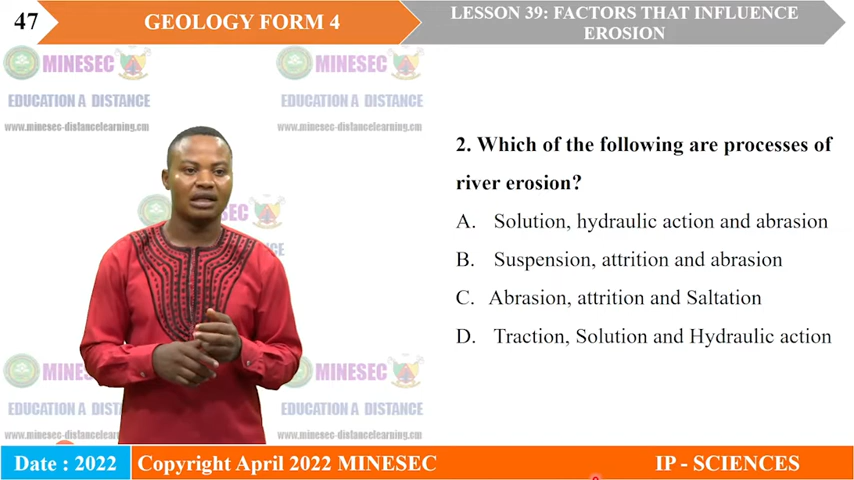 47
GEOLOGY FORM 4
LESSON 39: FACTORS THAT INFLUENCE
EROSION
MINESEC
MINESEC
EDUCATION A DISTANCE
EDUCATION A DISTANCE
www.minesec-distancelearning.cm
www.minesec-distancelearning.cm
2. Which of the following are processes of
river erosion?
A. Solution, hydraulic action and abrasion
B. Suspension, attrition and abrasion
C. Abrasion, attrition and Saltation
D. Traction, Solution and Hydraulic action
MINESEC
EDUCATION A DISTANCE
www.minesec-distancelearning.cm
Date : 2022
Copyright April 2022 MINESEC
IP - SCIENCES